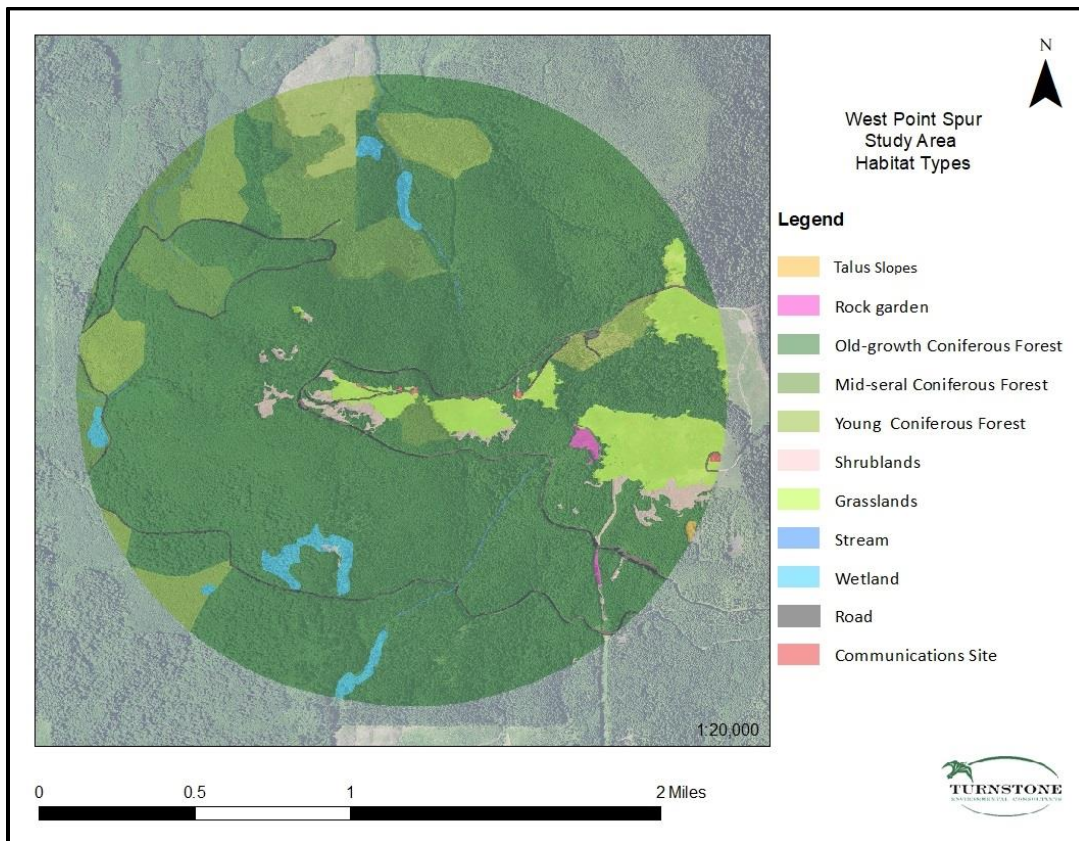 N
West Point Spur
Study Area
Habitat Types
Legend
Talus Slopes
Rock garden
Old-growth Coniferous Forest
Mid-seral Coniferous Forest
Young Coniferous Forest
Shrublands
Grasslands
Stream
Wetland
Road
Communications Site
1:20,000
0 0.5 1 2 Miles
TURNSTONE
ENVIRONMENTAL CONSULTANTS